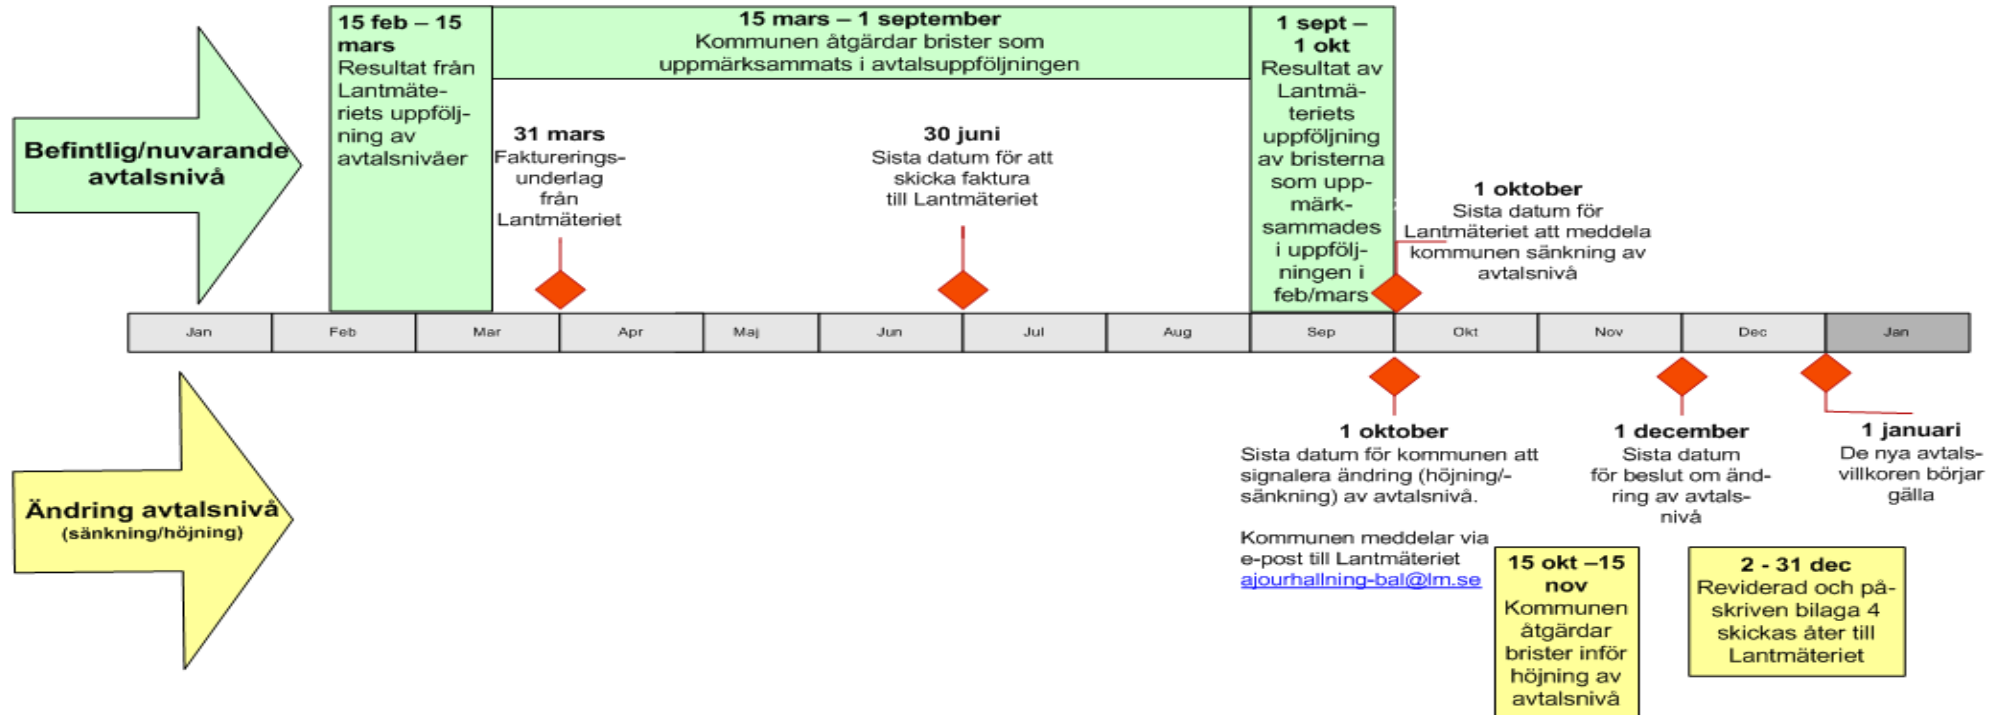 15 feb – 15
mars
Resultat från
Lantmäte-
riets uppfölj-
ning av
avtalsnivåer
15 mars – 1 september
Kommunen åtgärdar brister som
uppmärksammats i avtalsuppföljningen
1 sept –
1 okt
Resultat av
Lantmä-
teriets
uppföljning
av bristerna
som upp-
märk-
sammades
i uppfölj-
ningen i
feb/mars
Befintlig/nuvarande
avtalsnivå
31 mars
Fakturerings-
underlag
från
Lantmäteriet
30 juni
Sista datum för att
skicka faktura
till Lantmäteriet
1 oktober
Sista datum för
Lantmäteriet att meddela
kommunen sänkning av
avtalsnivå
Jan Feb Mar Apr Maj Jun Jul Aug Sep Okt Nov Dec Jan
Ändring avtalsnivå
(sänkning/höjning)
1 oktober
Sista datum för kommunen att
signalera ändring (höjning/-
sänkning) av avtalsnivå.
Kommunen meddelar via
e-post till Lantmäteriet
ajourhallning-bal@lm.se
1 december
Sista datum
för beslut om änd-
ring av avtals-
nivå
1 januari
De nya avtals-
villkoren börjar
gälla
15 okt –15
nov
Kommunen
åtgärdar
brister inför
höjning av
avtalsnivå
2 - 31 dec
Reviderad och på-
skriven bilaga 4
skickas åter till
Lantmäteriet